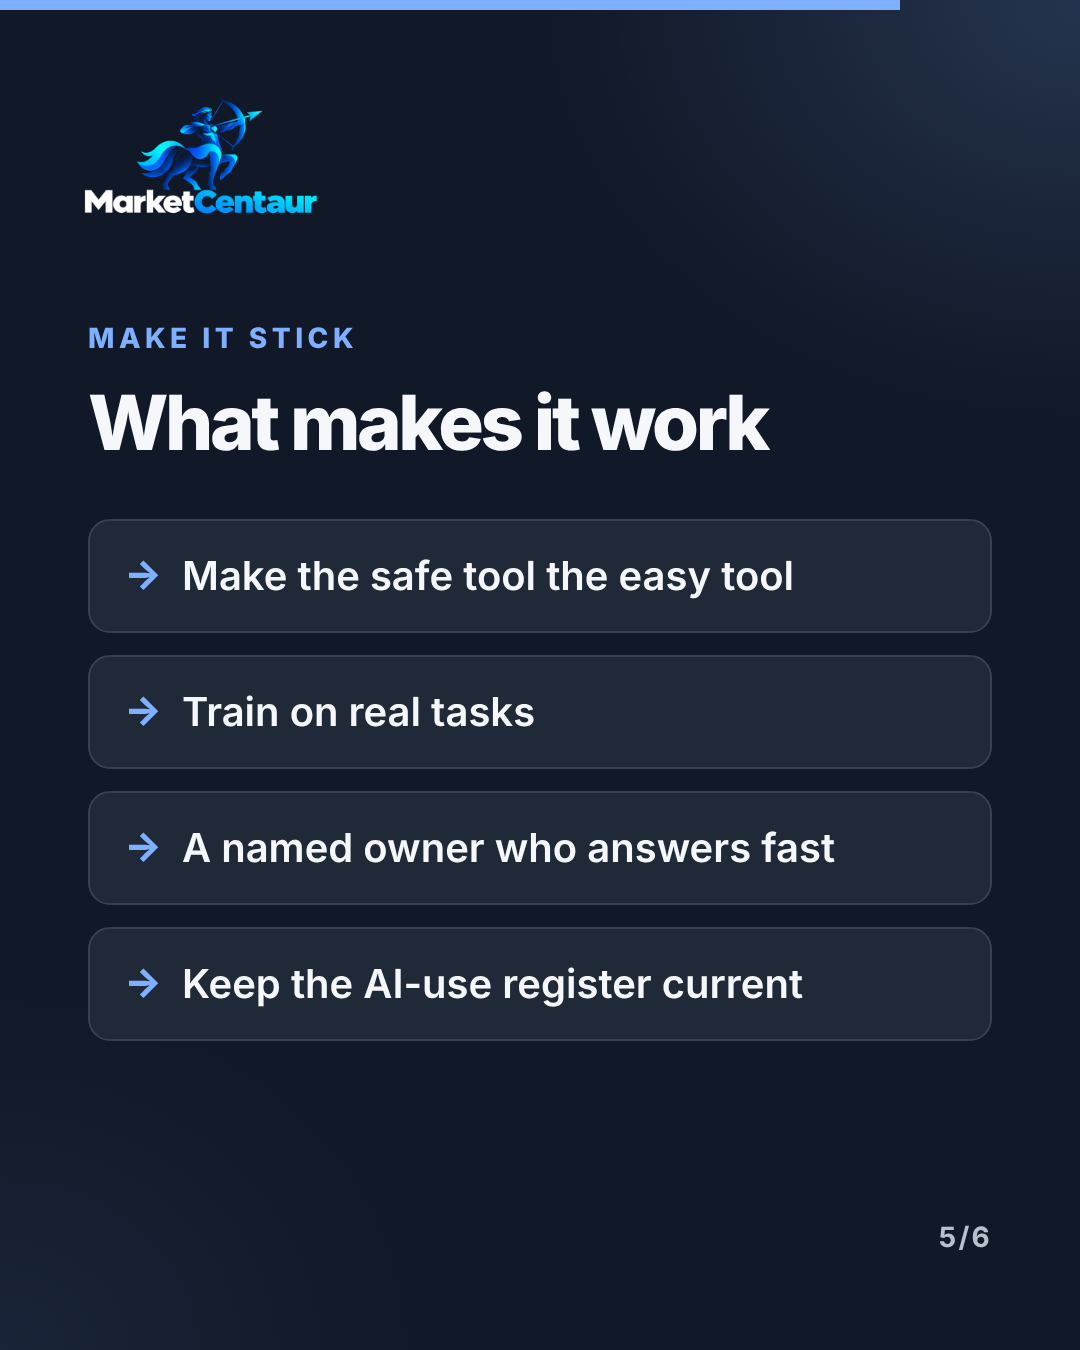 MarketCentaur
MAKE IT STICK
What makes it work
→ Make the safe tool the easy tool
→ Train on real tasks
→ A named owner who answers fast
→ Keep the AI-use register current
5/6